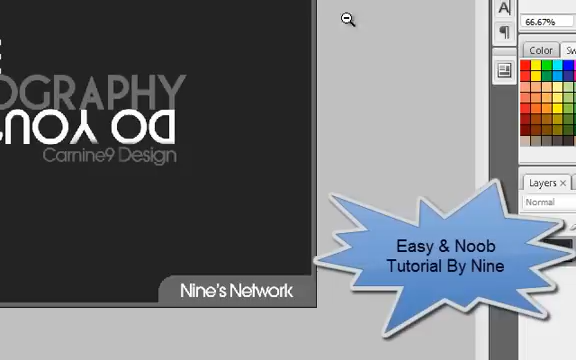 66.67%
Color
OGRAPHY
DO YOU
Carnine9 Design
Layers
Normal
Easy & Noob
Tutorial By Nine
Nine's Network